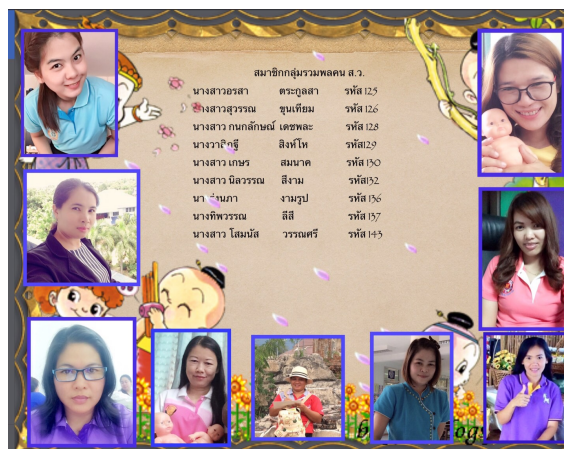 สมาชิกกลุ่มรวมพลคน ส.ว.
นางสาวอรสา ตระกูลสา รหัส 125
นางสาวสุวรรณ ขุนเทียม รหัส 126
นางสาว กนกลักษณ์ เดชพละ รหัส 128
สิงห์ไห รหัส129
นางสาว เกษร สมนาค รหัส 130
นางสาว นิลวรรณ สีงาม รหัส132
งามรูป รหัส 136
นางทิพวรรณ ลีสี รหัส 137
นางสาว โสมนัส วรรณศรี รหัส 143